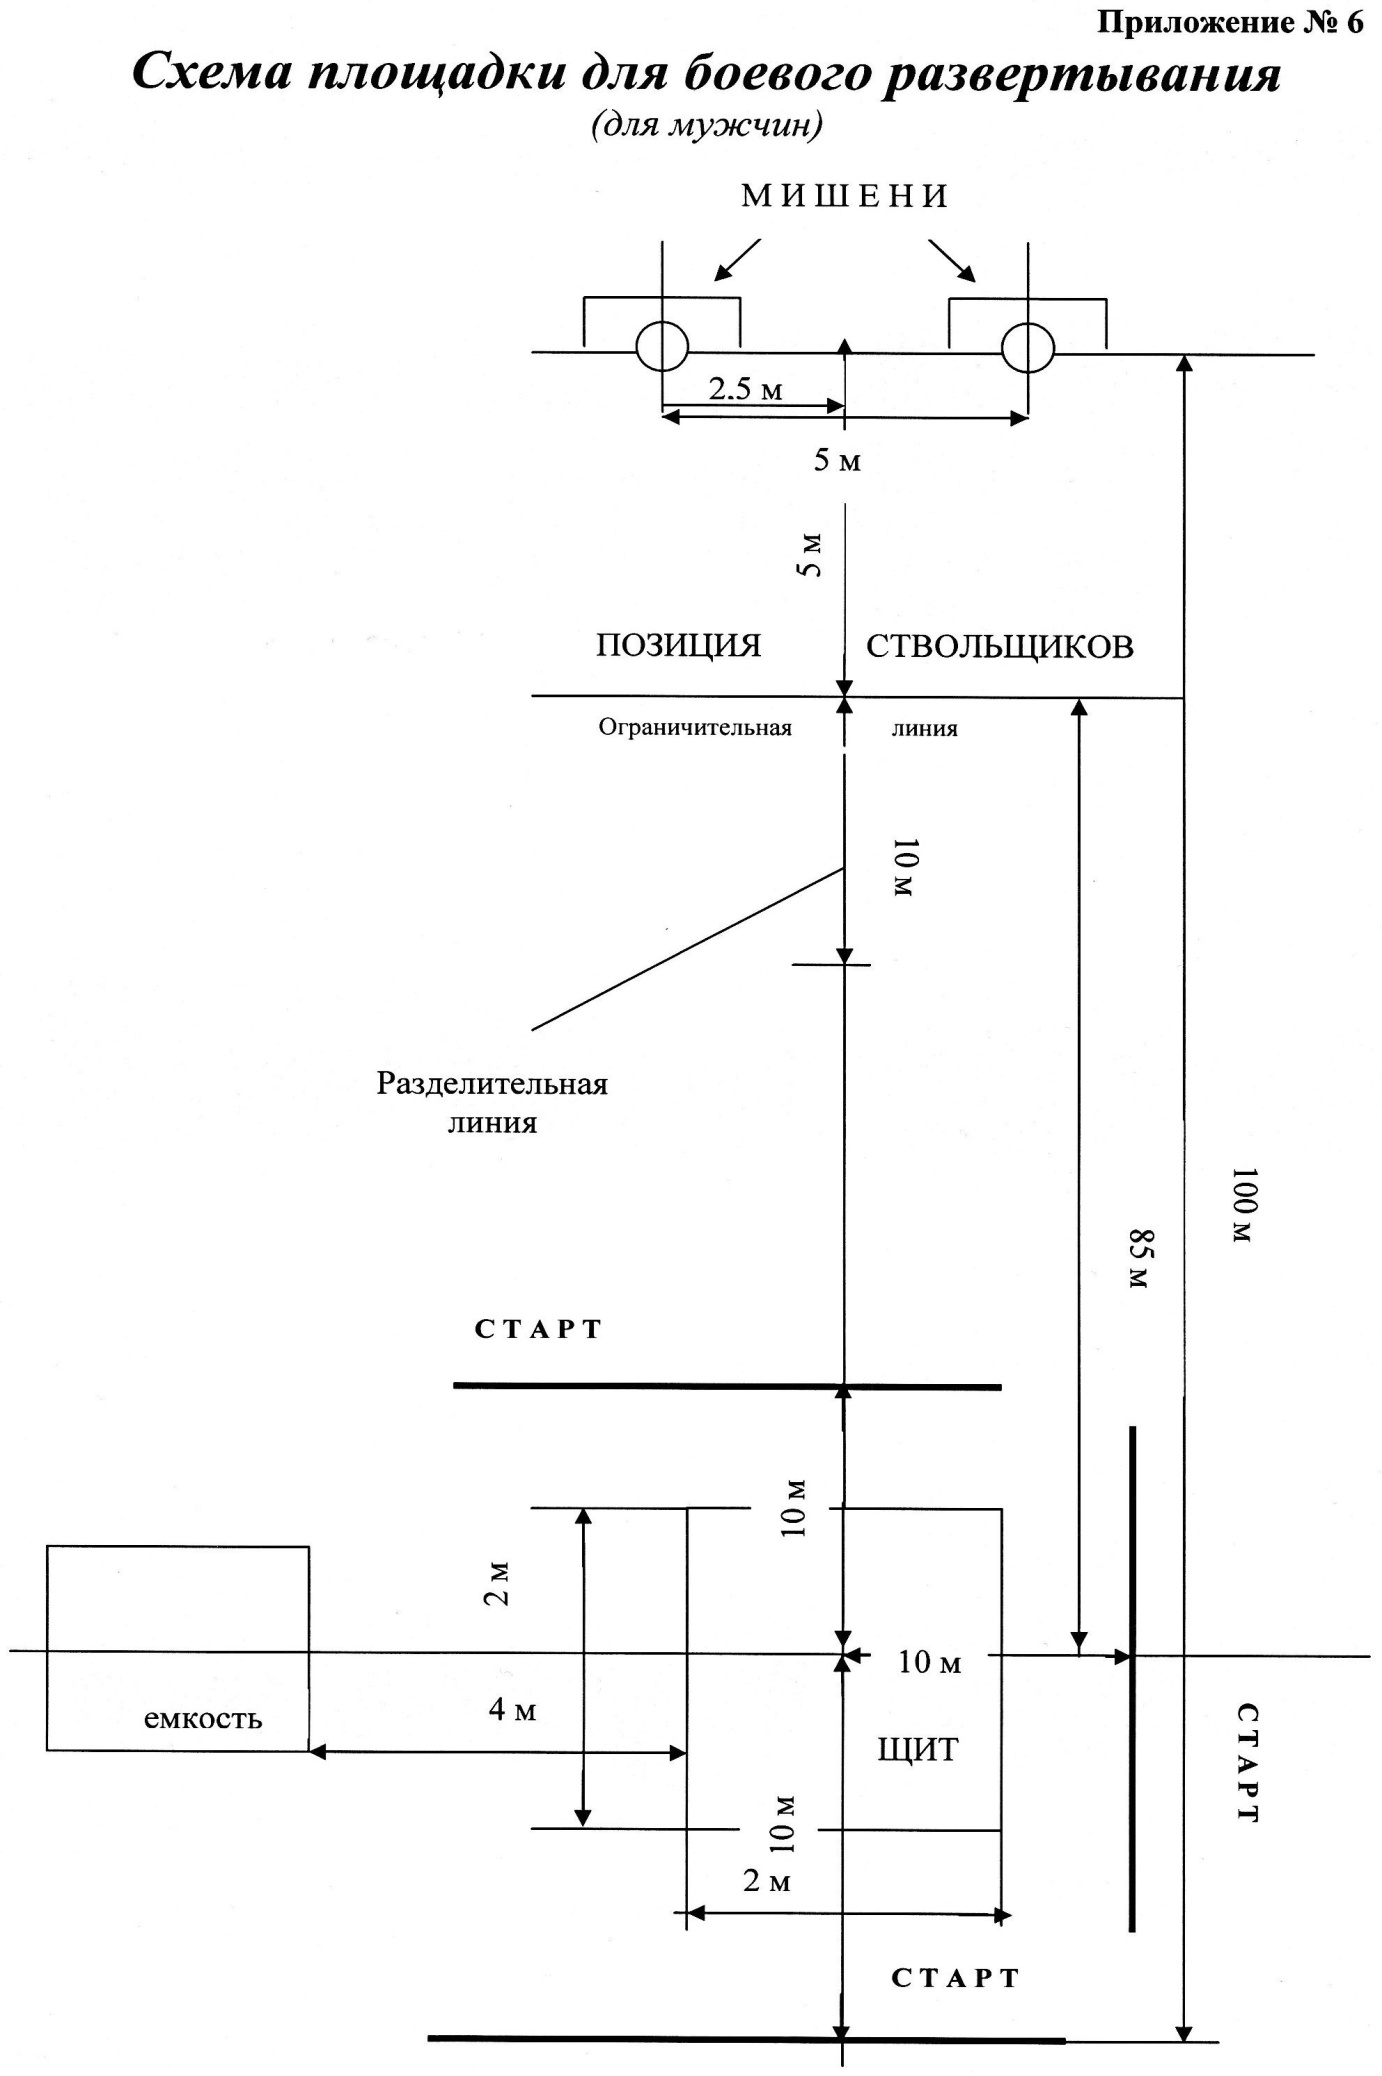 Приложение № 6
Схема площадки для боевого развертывания
(для мужчин)
МИШЕНИ
2.5 м
5 м
5 м
ПОЗИЦИЯ СТВОЛЬЩИКОВ
Ограничительная линия
10 м
Разделительная
линия
100 м
85 м
СТАРТ
10 м
2 м
10 м
4 м
емкость
ЩИТ
СТАРТ
10 м
2 м
СТАРТ